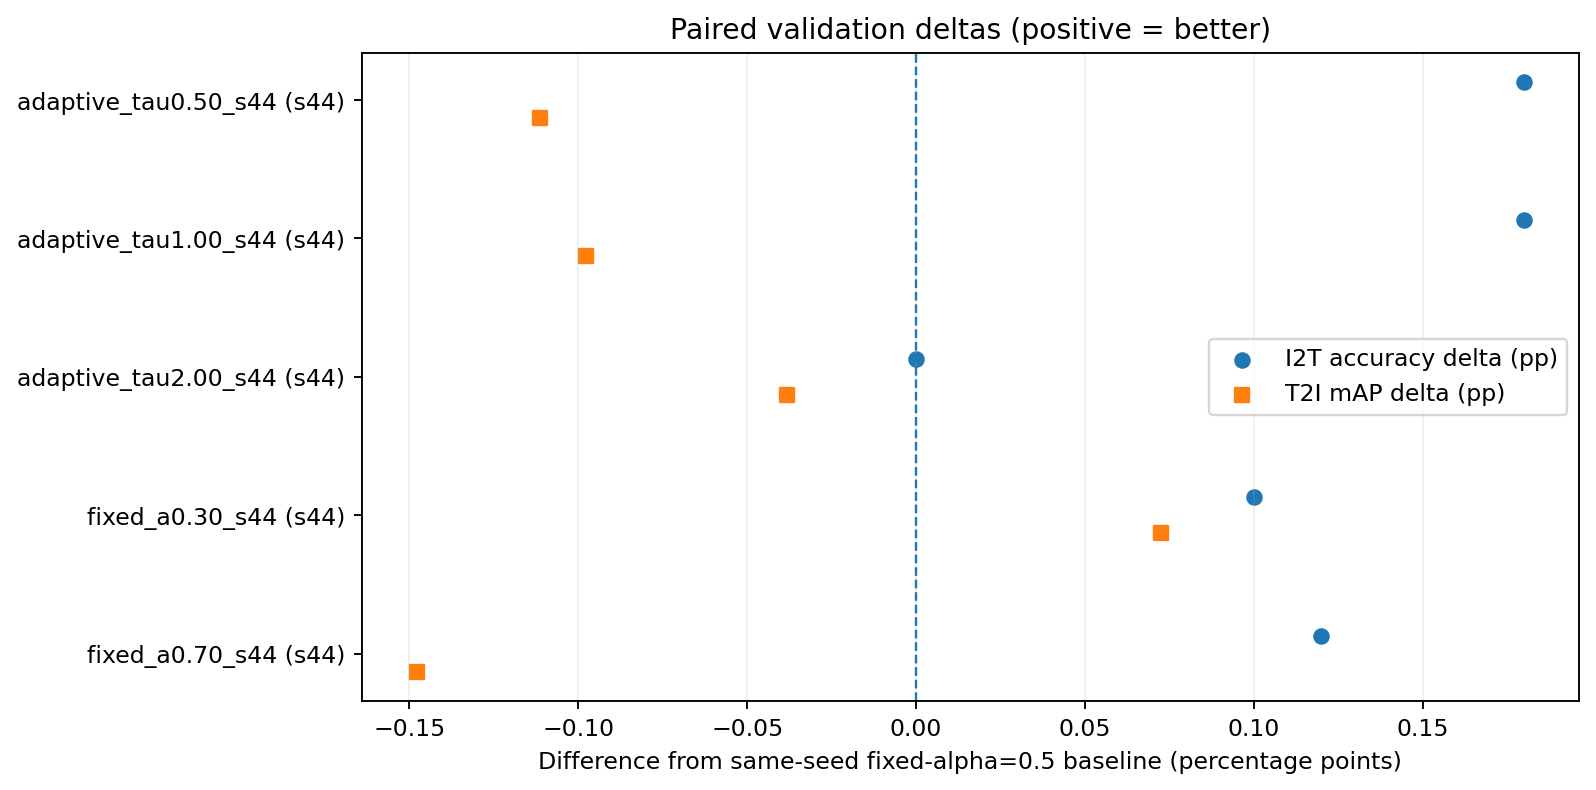 Paired validation deltas (positive = better)
adaptive_tau0.50_s44 (s44)
adaptive_tau1.00_s44 (s44)
adaptive_tau2.00_s44 (s44)
fixed_a0.30_s44 (s44)
fixed_a0.70_s44 (s44)
I2T accuracy delta (pp)
T2I mAP delta (pp)
−0.15 −0.10 −0.05 0.00 0.05 0.10 0.15
Difference from same-seed fixed-alpha=0.5 baseline (percentage points)